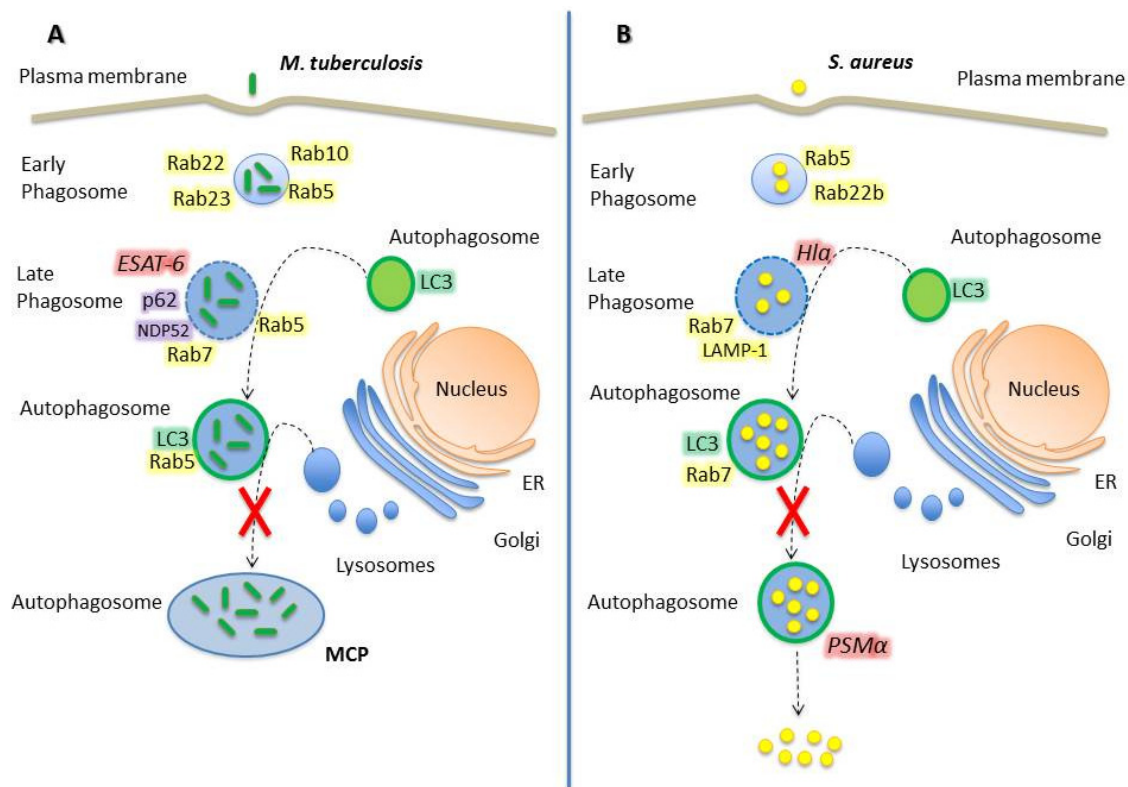 A
M. tuberculosis
Plasma membrane
Early
Phagosome
Rab22
Rab10
Rab23
Rab5
Autophagosome
LC3
ESAT-6
Late
Phagosome
p62
NDP52
Rab5
Rab7
Nucleus
Autophagosome
LC3
Rab5
ER
Golgi
Lysosomes
Autophagosome
MCP
B
S. aureus
Plasma membrane
Early
Phagosome
Rab5
Rab22b
Autophagosome
LC3
Hla
Late
Phagosome
Rab7
LAMP-1
Nucleus
Autophagosome
LC3
Rab7
ER
Golgi
Lysosomes
Autophagosome
PSMα